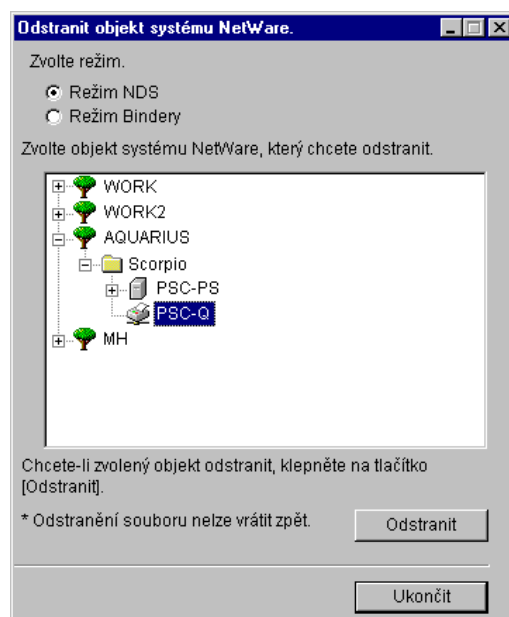 Odstranit objekt systému NetWare.
Zvolte režim.
Režim NDS
Režim Bindery
Zvolte objekt systému NetWare, který chcete odstranit.
WORK
WORK2
AQUARIUS
Scorpio
PSC-PS
PSC-Q
MH
Chcete-li zvolený objekt odstranit, klepněte na tlačítko
[Odstranit].
* Odstranění souboru nelze vrátit zpět.
Odstranit
Ukončit